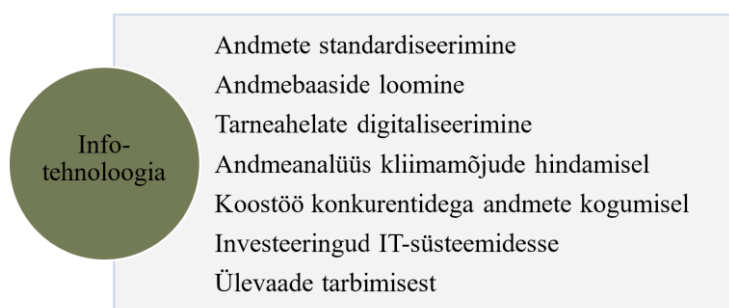 Info-
tehnoloogia
Andmete standardiseerimine
Andmebaaside loomine
Tarneahelate digitaliseerimine
Andmeanalüüs kliimamõjude hindamisel
Koostöö konkurentidega andmete kogumisel
Investeeringud IT-süsteemidesse
Ülevaade tarbimisest